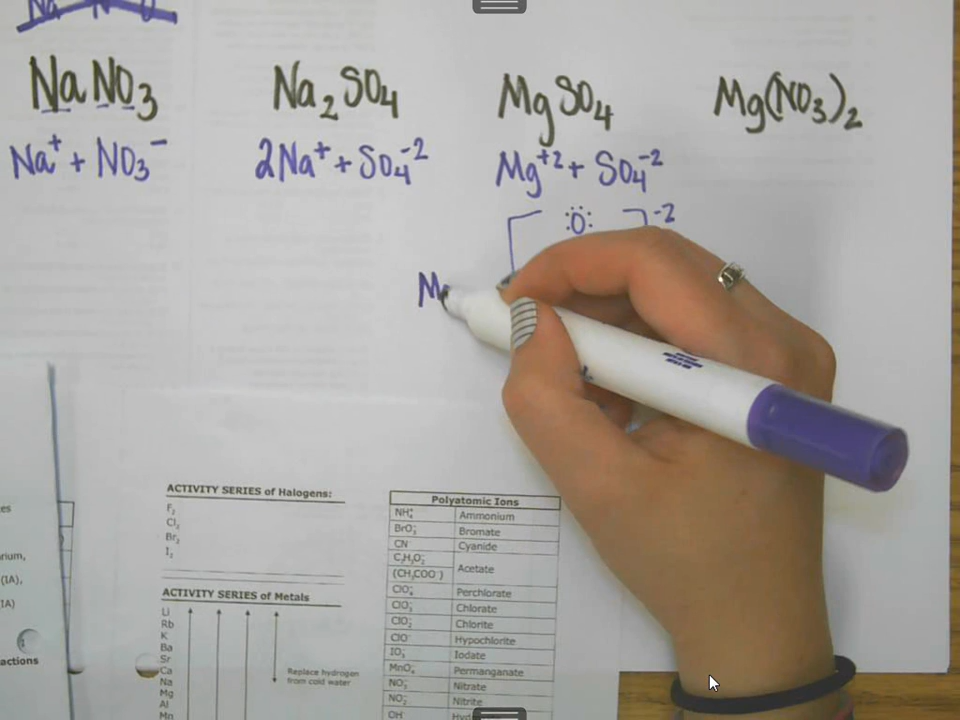 Na N O
NaNO3 Na2SO4 MgSO4 Mg(NO3)2
Na+ + NO3- 2Na+ + SO4-2 Mg+2 + SO4-2
:Ö: -2
M
ACTIVITY SERIES of Halogens:
F2
Cl2
Br2
I2
ACTIVITY SERIES of Metals
Li
Rb
K
Ba
Sr
Ca
Na
Mg
Al
Mn
Replace hydrogen
from cold water
Polyatomic Ions
NH4+ Ammonium
BrO3- Bromate
CN- Cyanide
C2H3O2-
(CH3COO-) Acetate
ClO4- Perchlorate
ClO3- Chlorate
ClO2- Chlorite
ClO- Hypochlorite
IO3- Iodate
MnO4- Permanganate
NO3- Nitrate
NO2- Nitrite
OH-
es
rium,
(IA),
IA)
actions